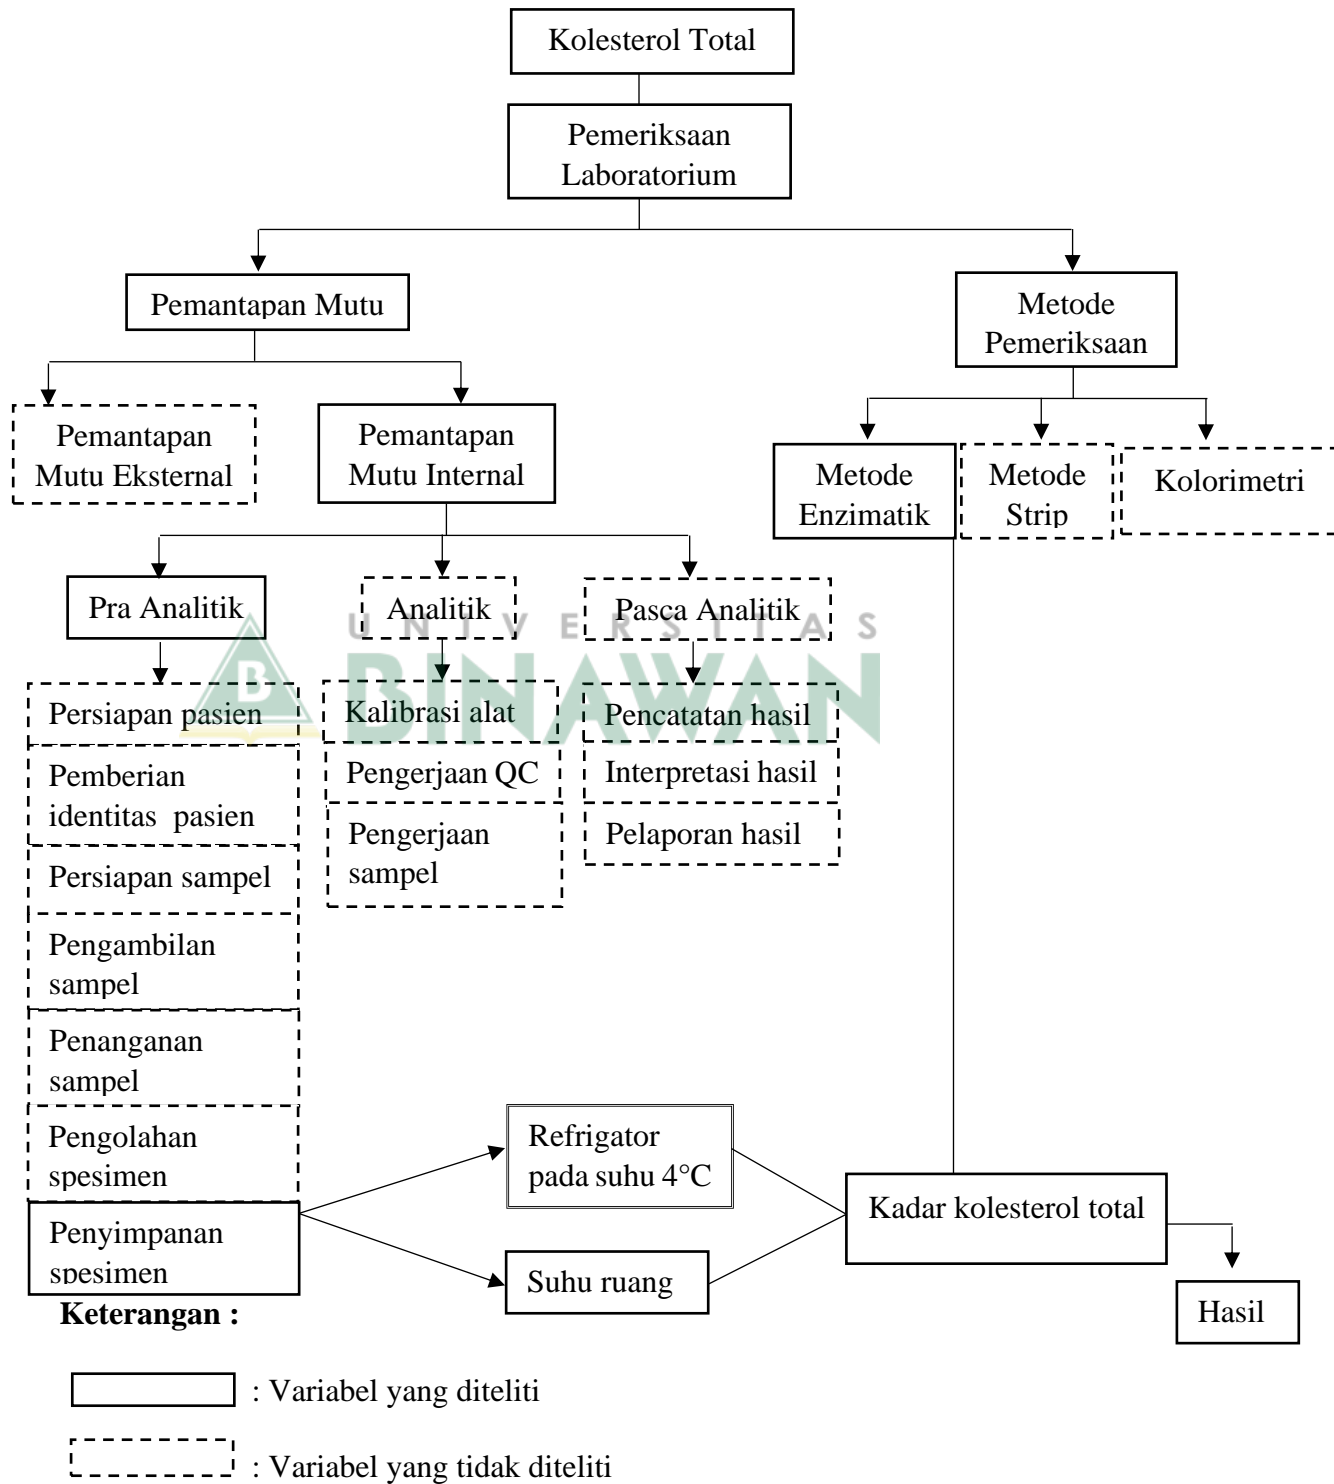 Kolesterol Total
Pemeriksaan
Laboratorium
Pemantapan Mutu
Metode
Pemeriksaan
Pemantapan
Mutu Eksternal
Pemantapan
Mutu Internal
Metode
Enzimatik
Metode
Strip
Kolorimetri
Pra Analitik
Analitik
Pasca Analitik
UNIVERSITAS
B BINAWAN
Persiapan pasien
Pemberian
identitas pasien
Persiapan sampel
Pengambilan
sampel
Penanganan
sampel
Pengolahan
spesimen
Penyimpanan
spesimen
Kalibrasi alat
Pengerjaan QC
Pengerjaan
sampel
Pencatatan hasil
Interpretasi hasil
Pelaporan hasil
Refrigator
pada suhu 4°C
Suhu ruang
Kadar kolesterol total
Hasil
Keterangan :
: Variabel yang diteliti
: Variabel yang tidak diteliti